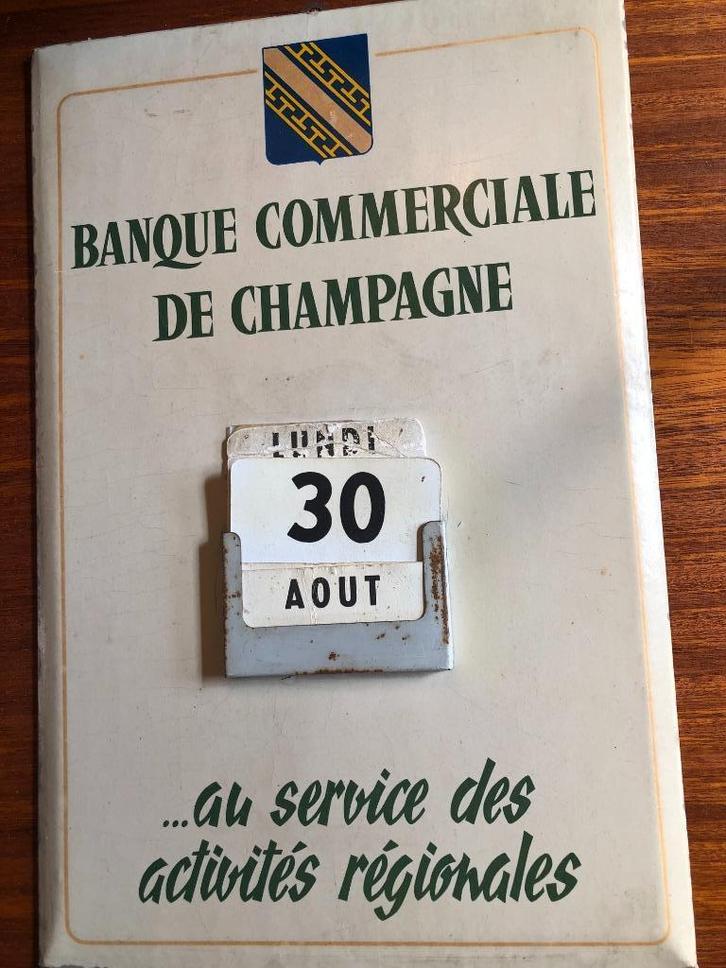 BANQUE COMMERCIALE
DE CHAMPAGNE
LUNDI
30
AOUT
...au service des
activités régionales